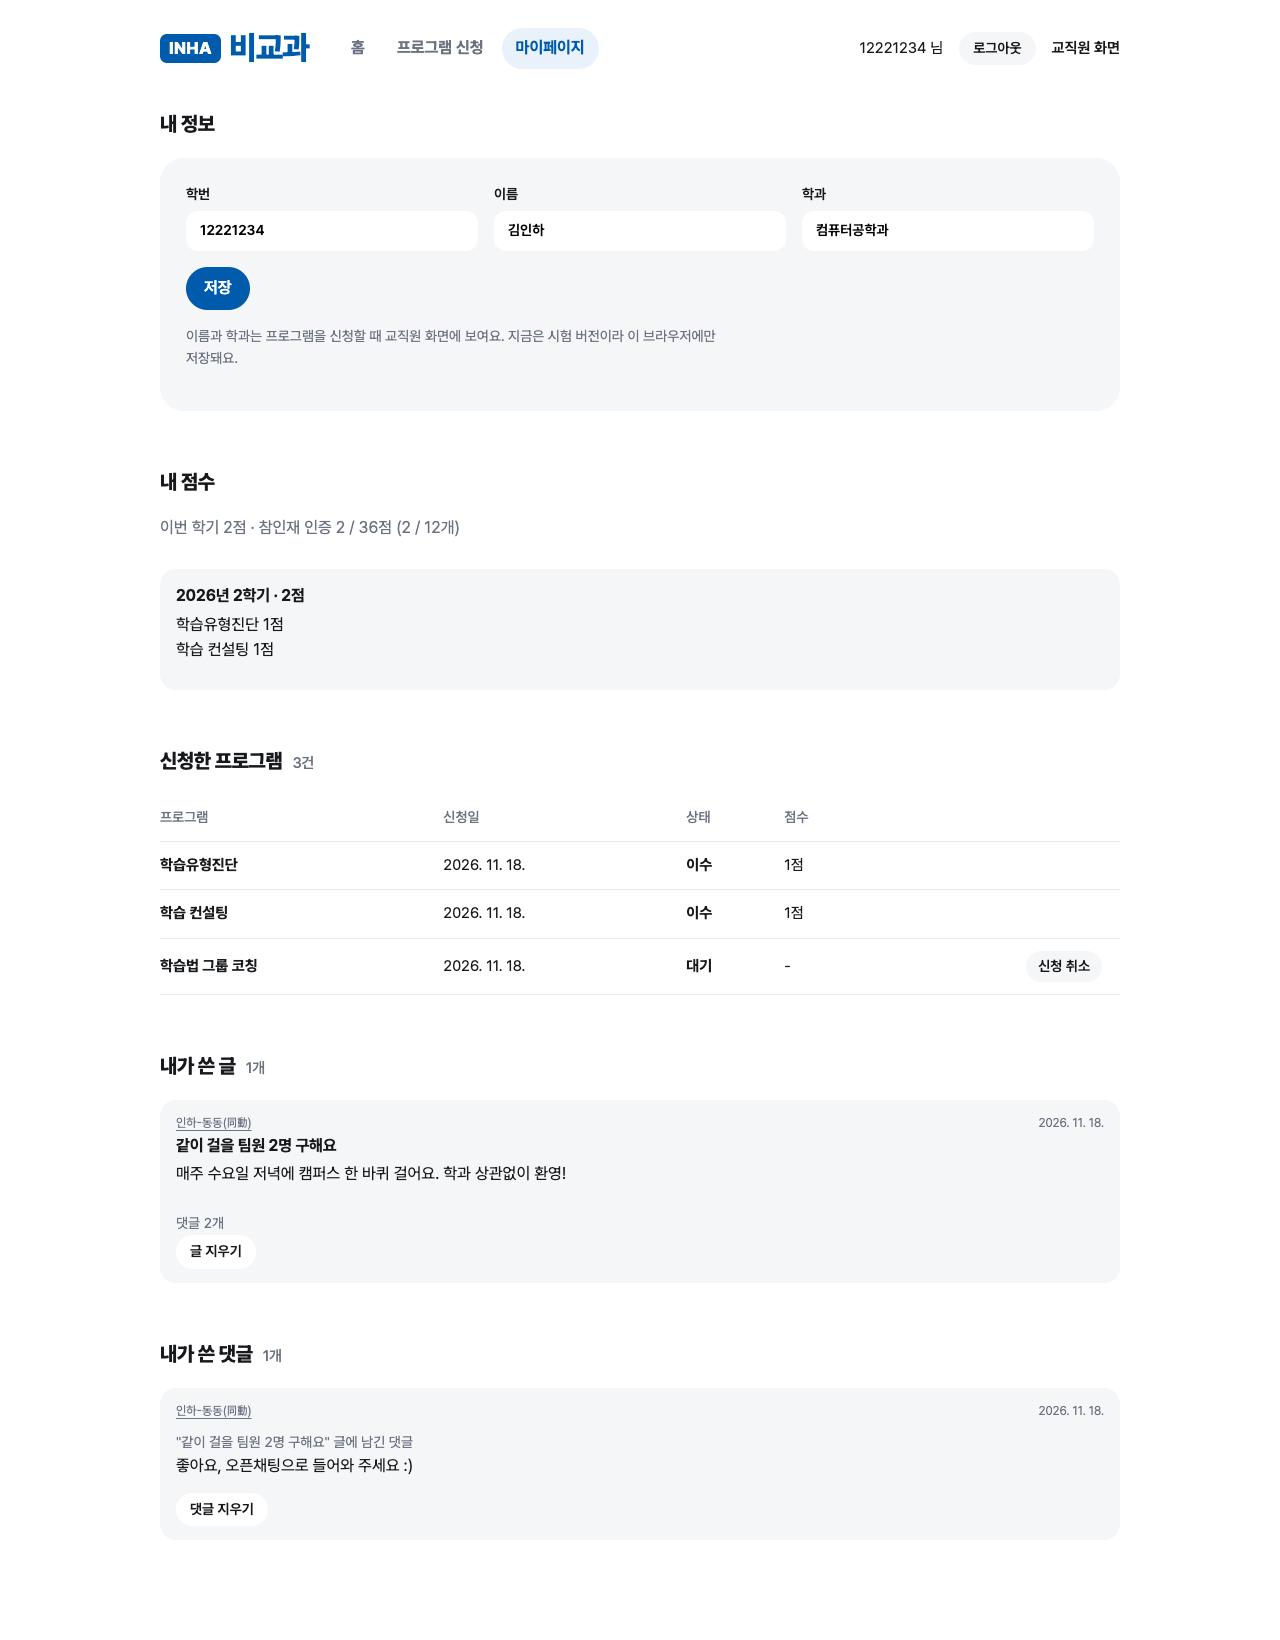 INHA 비교과 홈 프로그램 신청 마이페이지 12221234 님 로그아웃 교직원 화면
내 정보
학번 이름 학과
12221234 김인하 컴퓨터공학과
저장
이름과 학과는 프로그램을 신청할 때 교직원 화면에 보여요. 지금은 시험 버전이라 이 브라우저에만
저장돼요.
내 점수
이번 학기 2점 · 참인재 인증 2 / 36점 (2 / 12개)
2026년 2학기 · 2점
학습유형진단 1점
학습 컨설팅 1점
신청한 프로그램 3건
프로그램 신청일 상태 점수
학습유형진단 2026. 11. 18. 이수 1점
학습 컨설팅 2026. 11. 18. 이수 1점
학습법 그룹 코칭 2026. 11. 18. 대기 - 신청 취소
내가 쓴 글 1개
인하-동동(同動) 2026. 11. 18.
같이 걸을 팀원 2명 구해요
매주 수요일 저녁에 캠퍼스 한 바퀴 걸어요. 학과 상관없이 환영!
댓글 2개
글 지우기
내가 쓴 댓글 1개
인하-동동(同動) 2026. 11. 18.
"같이 걸을 팀원 2명 구해요" 글에 남긴 댓글
좋아요, 오픈채팅으로 들어와 주세요 :)
댓글 지우기